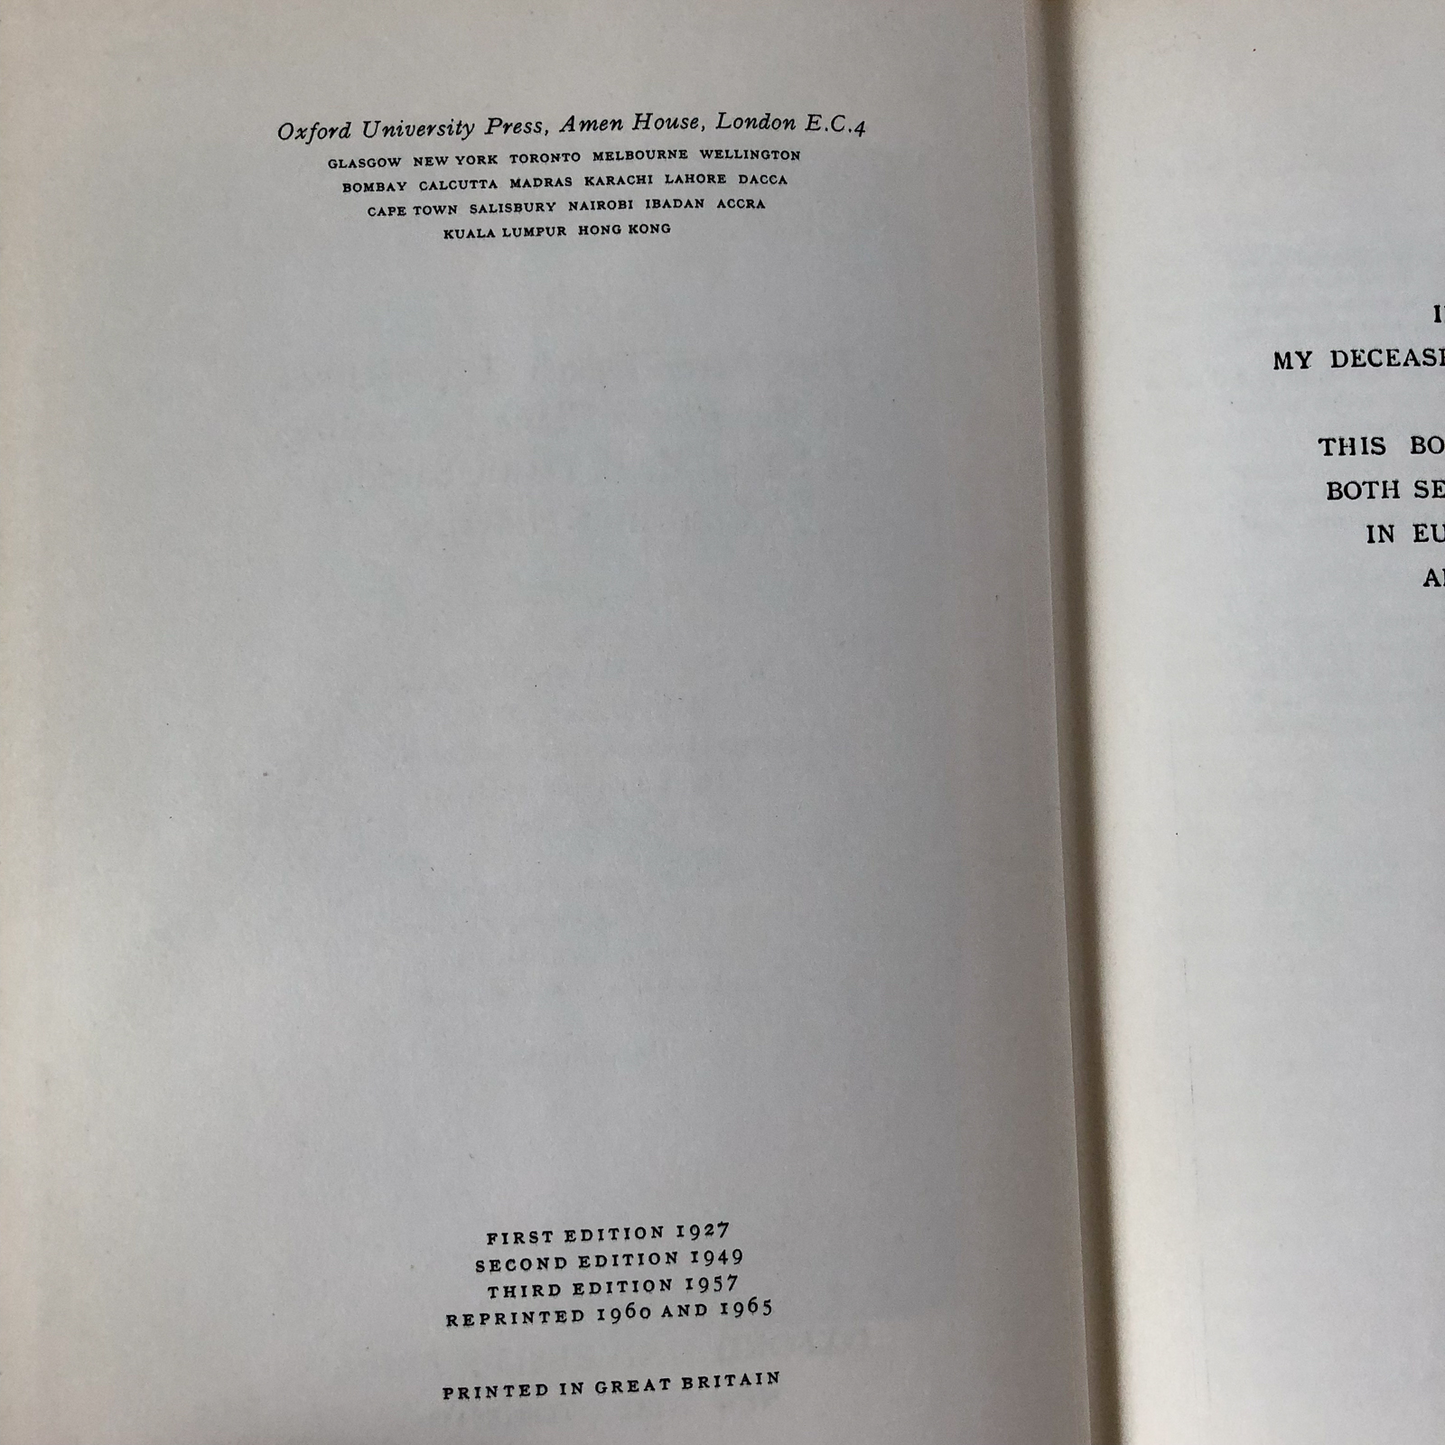 Oxford University Press, Amen House, London E.C.4
GLASGOW NEW YORK TORONTO MELBOURNE WELLINGTON
BOMBAY CALCUTTA MADRAS KARACHI LAHORE DACCA
CAPE TOWN SALISBURY NAIROBI IBADAN ACCRA
KUALA LUMPUR HONG KONG
FIRST EDITION 1927
SECOND EDITION 1949
THIRD EDITION 1957
REPRINTED 1960 AND 1965
PRINTED IN GREAT BRITAIN
MY DECEAS
THIS BO
BOTH SE
IN EU